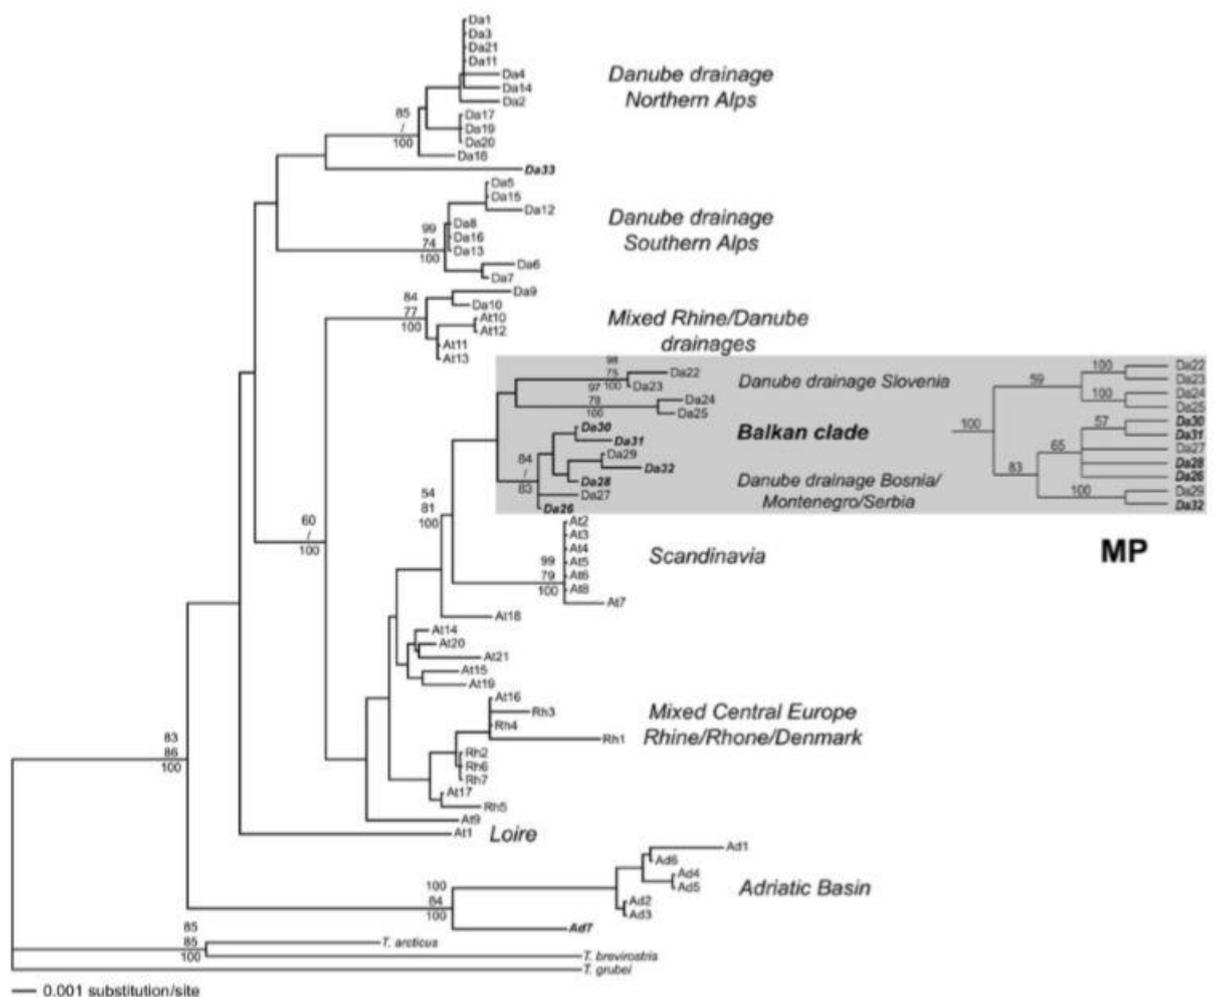 Da1
Da3
Da21
Da11
Da4
Da14
Da2
Danube drainage
Northern Alps
85
/
100
Da17
Da19
Da20
Da18
Da33
Da5
Da15
Da12
Danube drainage
Southern Alps
99
74
100
Da8
Da16
Da13
Da6
Da7
84
77
100
Da9
Da10
At10
At12
At11
At13
Mixed Rhine/Danube
drainages
98
75
100
Da22
Da23
97
78
100
Da24
Da25
Danube drainage Slovenia
Balkan clade
Da30
Da31
Da29
Da32
Da28
Da27
Da26
84
/
83
Danube drainage Bosnia/
Montenegro/Serbia
100
59
100
100
83
65
57
100
Da22
Da23
Da24
Da25
Da30
Da31
Da27
Da28
Da26
Da29
Da32
MP
54
81
100
60
/
100
At2
At3
At4
At5
At6
At8
At7
99
79
100
Scandinavia
At18
At14
At20
At21
At15
At19
At16
Rh3
Rh4
Rh1
Rh2
Rh6
Rh7
At17
Rh5
At9
Mixed Central Europe
Rhine/Rhone/Denmark
At1
Loire
83
86
100
Ad1
Ad6
Ad4
Ad5
Ad2
Ad3
Ad7
100
84
100
Adriatic Basin
85
85
100
T. arcticus
T. brevirostris
T. grubei
0.001 substitution/site